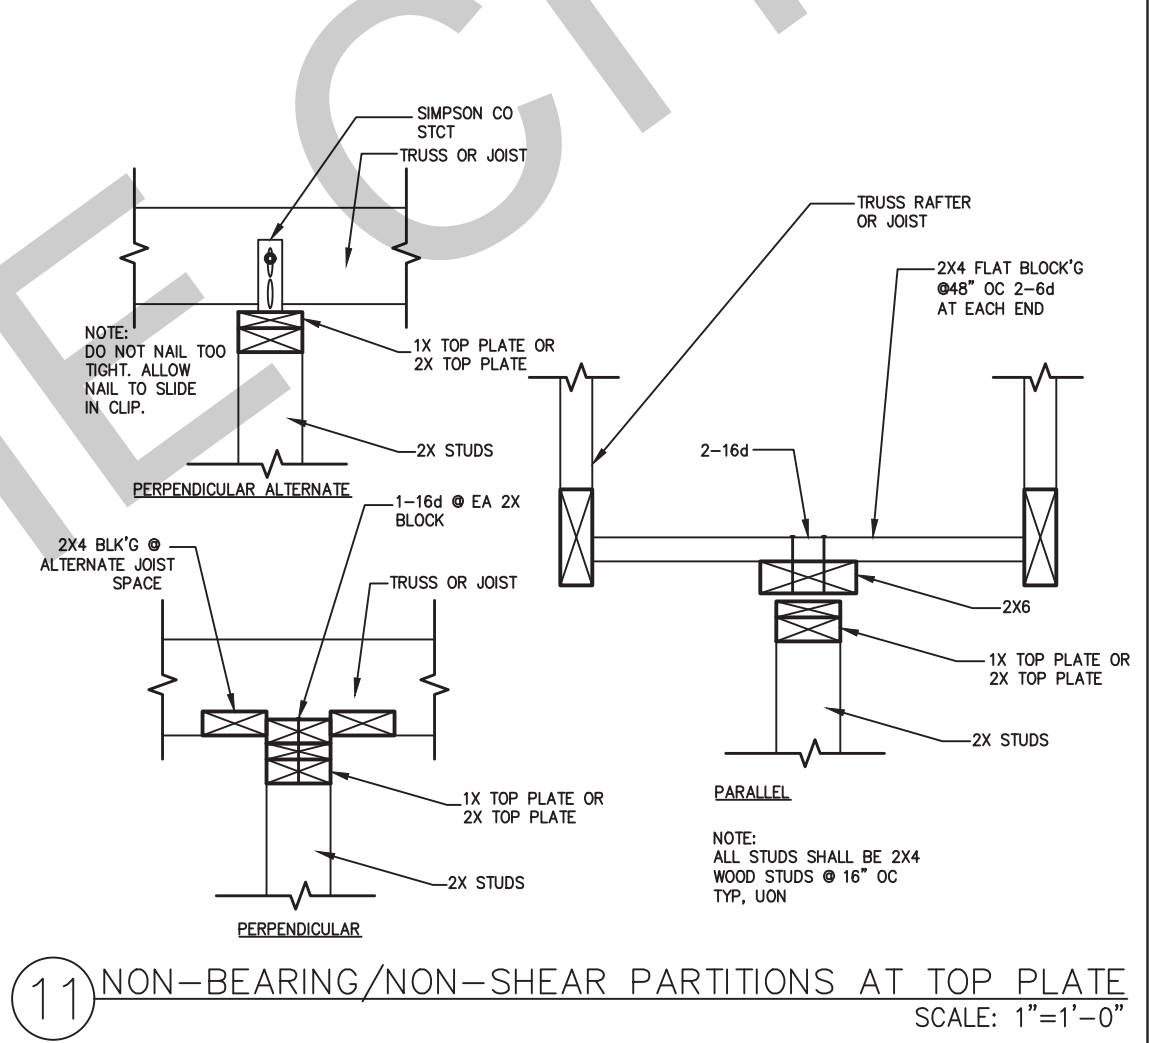 SIMPSON CO
STCT
TRUSS OR JOIST
NOTE:
DO NOT NAIL TOO
TIGHT. ALLOW
NAIL TO SLIDE
IN CLIP.
1X TOP PLATE OR
2X TOP PLATE
2X STUDS
PERPENDICULAR ALTERNATE
1-16d @ EA 2X
BLOCK
2X4 BLK'G @
ALTERNATE JOIST
SPACE
TRUSS OR JOIST
1X TOP PLATE OR
2X TOP PLATE
2X STUDS
PERPENDICULAR
TRUSS RAFTER
OR JOIST
2X4 FLAT BLOCK'G
@48" OC 2-6d
AT EACH END
2-16d
2X6
1X TOP PLATE OR
2X TOP PLATE
2X STUDS
PARALLEL
NOTE:
ALL STUDS SHALL BE 2X4
WOOD STUDS @ 16" OC
TYP, UON
11 NON-BEARING/NON-SHEAR PARTITIONS AT TOP PLATE
SCALE: 1"=1'-0"